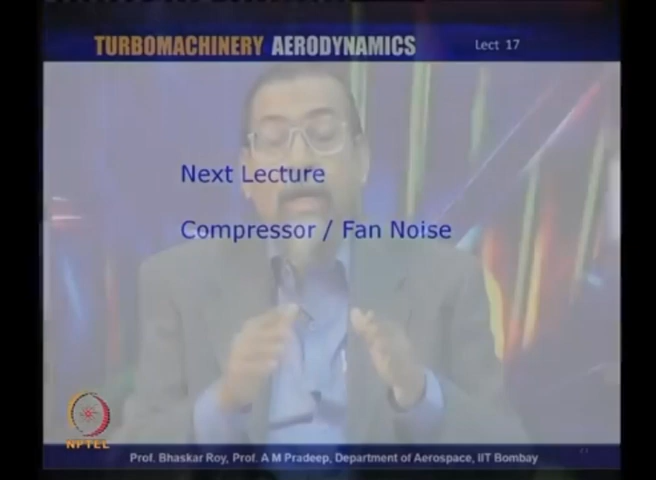 TURBOMACHINERY AERODYNAMICS Lect 17
Next Lecture
Compressor / Fan Noise
NPTEL
Prof. Bhaskar Roy, Prof. A M Pradeep, Department of Aerospace, IIT Bombay